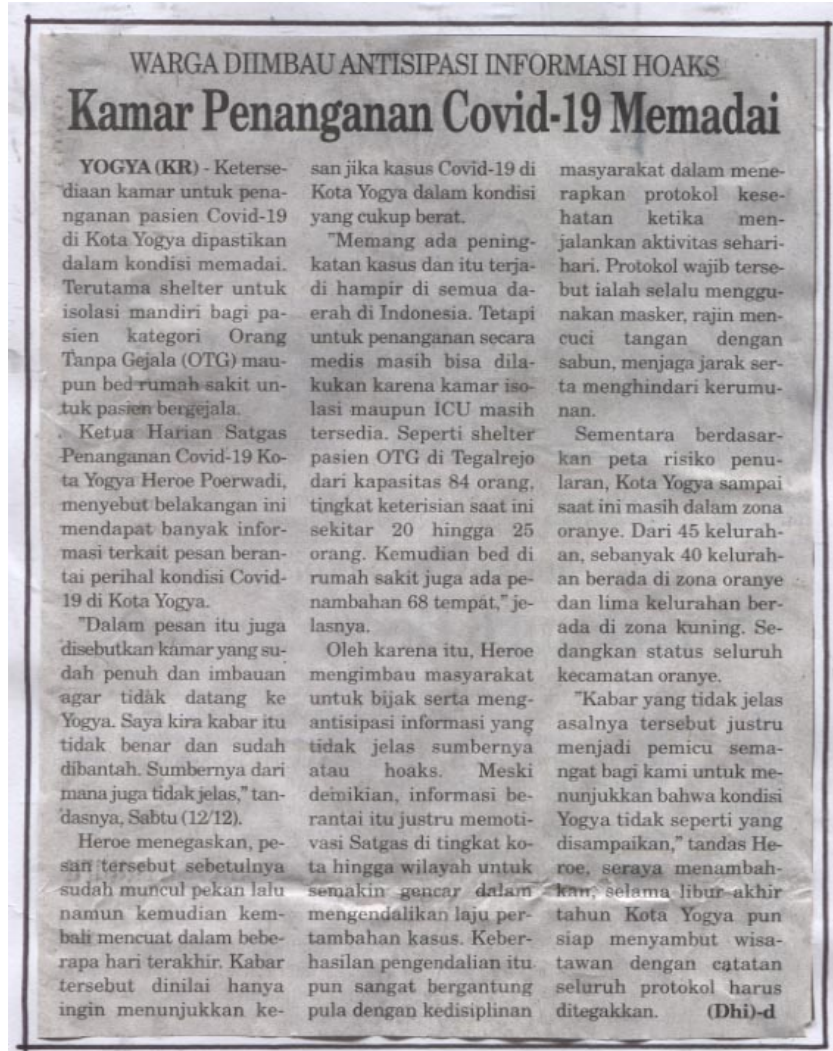 WARGA DIIMBAU ANTISIPASI INFORMASI HOAKS
Kamar Penanganan Covid-19 Memadai
YOGYA (KR) - Keterse-
diaan kamar untuk pena-
nganan pasien Covid-19
di Kota Yogya dipastikan
dalam kondisi memadai.
Terutama shelter untuk
isolasi mandiri bagi pa-
sien kategori Orang
Tanpa Gejala (OTG) mau-
pun bed rumah sakit un-
tuk pasien bergejala.
Ketua Harian Satgas
Penanganan Covid-19 Ko-
ta Yogya Heroe Poerwadi,
menyebut belakangan ini
mendapat banyak infor-
masi terkait pesan beran-
tai perihal kondisi Covid-
19 di Kota Yogya.
"Dalam pesan itu juga
disebutkan kamar yang su-
dah penuh dan imbauan
agar tidak datang ke
Yogya. Saya kira kabar itu
tidak benar dan sudah
dibantah. Sumbernya dari
mana juga tidak jelas," tan-
dasnya, Sabtu (12/12).
Heroe menegaskan, pe-
san tersebut sebetulnya
sudah muncul pekan lalu
namun kemudian kem-
bali mencuat dalam bebe-
rapa hari terakhir. Kabar
tersebut dinilai hanya
ingin menunjukkan ke-
san jika kasus Covid-19 di
Kota Yogya dalam kondisi
yang cukup berat.
"Memang ada pening-
katan kasus dan itu terja-
di hampir di semua da-
erah di Indonesia. Tetapi
untuk penanganan secara
medis masih bisa dila-
kukan karena kamar iso-
lasi maupun ICU masih
tersedia. Seperti shelter
pasien OTG di Tegalrejo
dari kapasitas 84 orang,
tingkat keterisian saat ini
sekitar 20 hingga 25
orang. Kemudian bed di
rumah sakit juga ada pe-
nambahan 68 tempat," je-
lasnya.
Oleh karena itu, Heroe
mengimbau masyarakat
untuk bijak serta meng-
antisipasi informasi yang
tidak jelas sumbernya
atau hoaks. Meski
demikian, informasi be-
rantai itu justru memoti-
vasi Satgas di tingkat ko-
ta hingga wilayah untuk
semakin gencar dalam
mengendalikan laju per-
tambahan kasus. Keber-
hasilan pengendalian itu
pun sangat bergantung
pula dengan kedisiplinan
masyarakat dalam mene-
rapkan protokol kese-
hatan ketika men-
jalankan aktivitas sehari-
hari. Protokol wajib terse-
but ialah selalu menggu-
nakan masker, rajin men-
cuci tangan dengan
sabun, menjaga jarak ser-
ta menghindari kerumu-
nan.
Sementara berdasar-
kan peta risiko penu-
laran, Kota Yogya sampai
saat ini masih dalam zona
oranye. Dari 45 kelurah-
an, sebanyak 40 kelurah-
an berada di zona oranye
dan lima kelurahan ber-
ada di zona kuning. Se-
dangkan status seluruh
kecamatan oranye.
"Kabar yang tidak jelas
asalnya tersebut justru
menjadi pemicu sema-
ngat bagi kami untuk me-
nunjukkan bahwa kondisi
Yogya tidak seperti yang
disampaikan," tandas He-
roe, seraya menambah-
kan, selama libur akhir
tahun Kota Yogya pun
siap menyambut wisa-
tawan dengan catatan
seluruh protokol harus
ditegakkan. (Dhi)-d